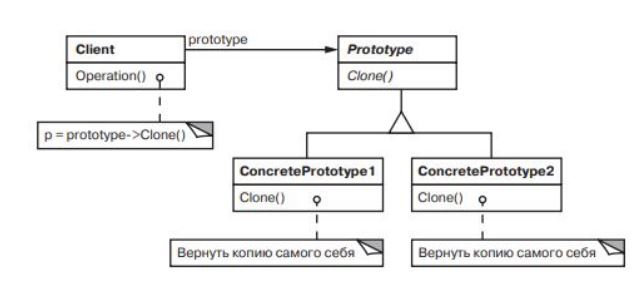 Client
Operation()
prototype
Prototype
Clone()
p = prototype->Clone()
ConcretePrototype1
Clone()
ConcretePrototype2
Clone()
Вернуть копию самого себя
Вернуть копию самого себя